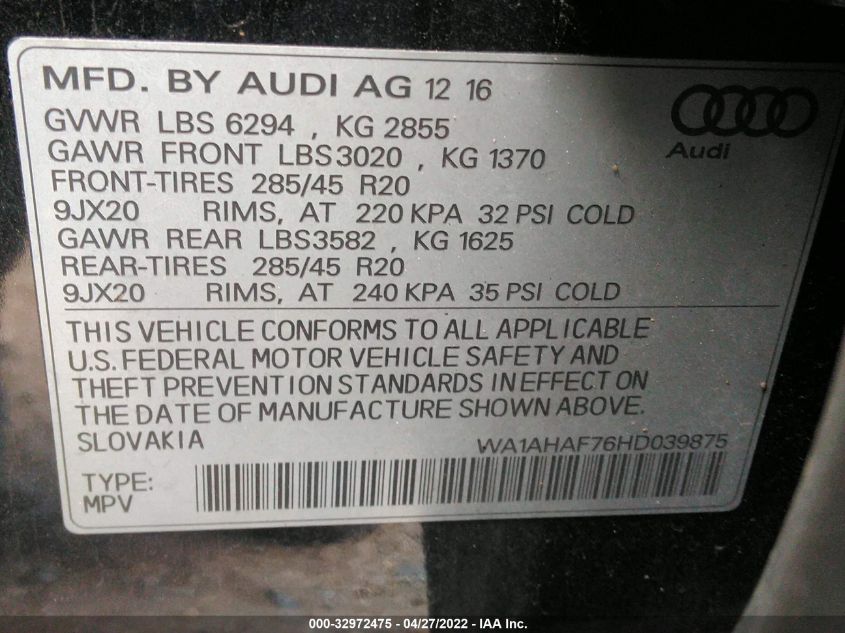 MFD. BY AUDI AG 12 16
GVWR LBS 6294 , KG 2855
GAWR FRONT LBS3020 , KG 1370
FRONT-TIRES 285/45 R20
9JX20 RIMS, AT 220 KPA 32 PSI COLD
GAWR REAR LBS3582 , KG 1625
REAR-TIRES 285/45 R20
9JX20 RIMS, AT 240 KPA 35 PSI COLD
Audi
THIS VEHICLE CONFORMS TO ALL APPLICABLE
U.S. FEDERAL MOTOR VEHICLE SAFETY AND
THEFT PREVENTION STANDARDS IN EFFECT ON
THE DATE OF MANUFACTURE SHOWN ABOVE.
SLOVAKIA WA1AHAF76HD039875
TYPE:
MPV
000-32972475 - 04/27/2022 - IAA Inc.